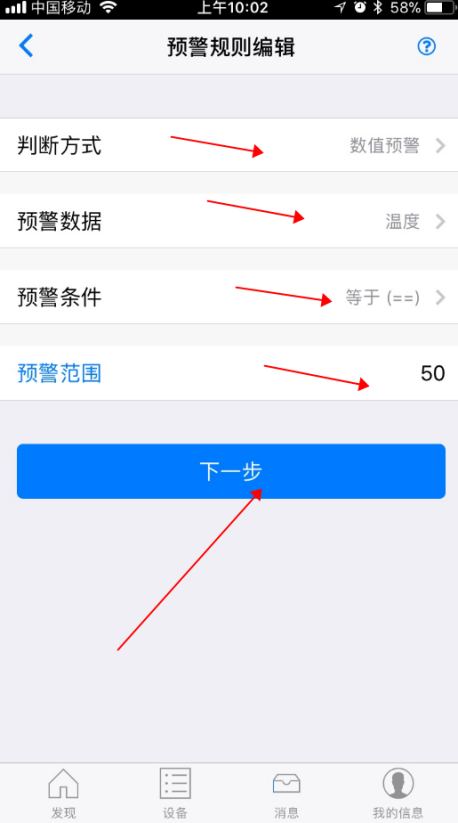 中国移动 上午10:02 58%
预警规则编辑 ?
判断方式 数值预警
预警数据 温度
预警条件 等于 (==)
预警范围 50
下一步
发现 设备 消息 我的信息